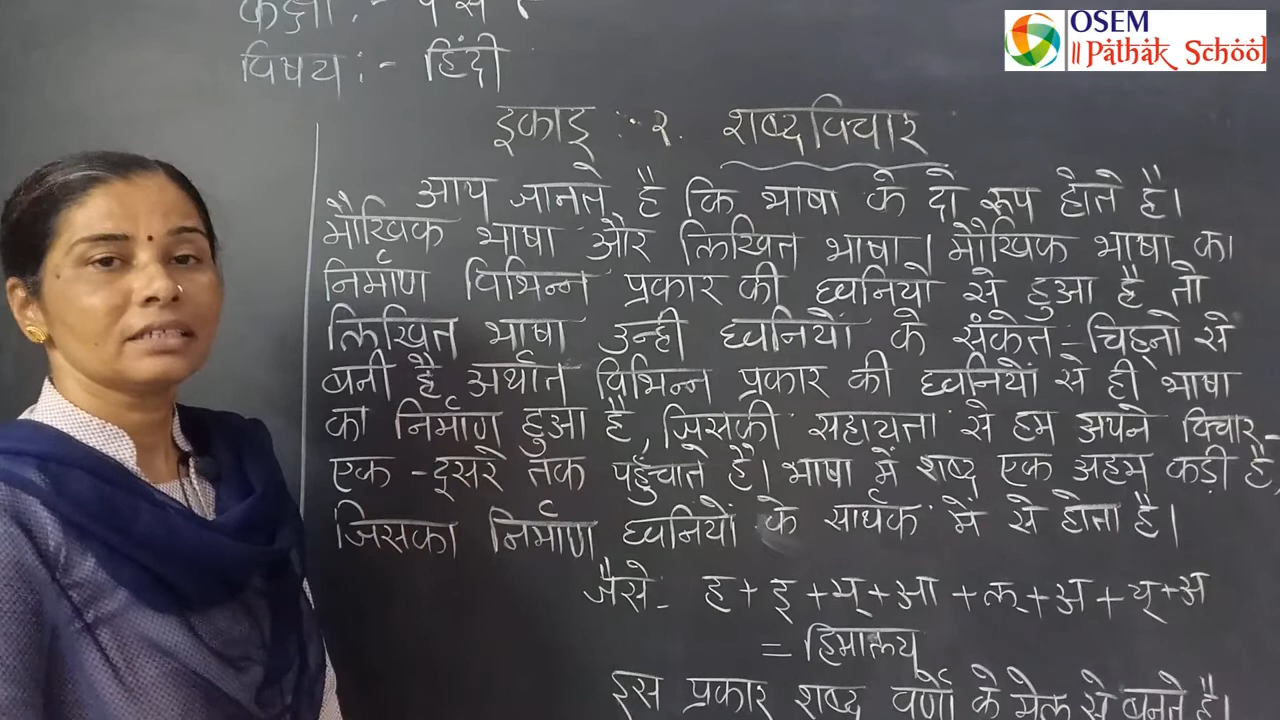 OSEM
॥ Pathak School
कक्षा :-
विषय :- हिंदी
इकाइ :- २. शब्दविचार
आप जानते है कि भाषा के दो रूप होते है।
मौखिक भाषा और लिखित भाषा। मौखिक भाषा का
निर्माण विभिन्न प्रकार की ध्वनियो से हुआ है तो
लिखित भाषा उन्ही ध्वनियों के संकेत-चिह्नो से
बनी है अर्थात विभिन्न प्रकार की ध्वनियों से ही भाषा
का निर्माण हुआ है, जिसकी सहायता से हम अपने विचार-
एक-दूसरे तक पहुँचाते है। भाषा में शब्द एक अहम कड़ी है,
जिसका निर्माण ध्वनियों के सार्थक में से होता है।
जैसे- ह + इ + म् + आ + ल् + अ + य् + अ
= हिमालय
इस प्रकार शब्द वर्णो के मेल से बनते है।